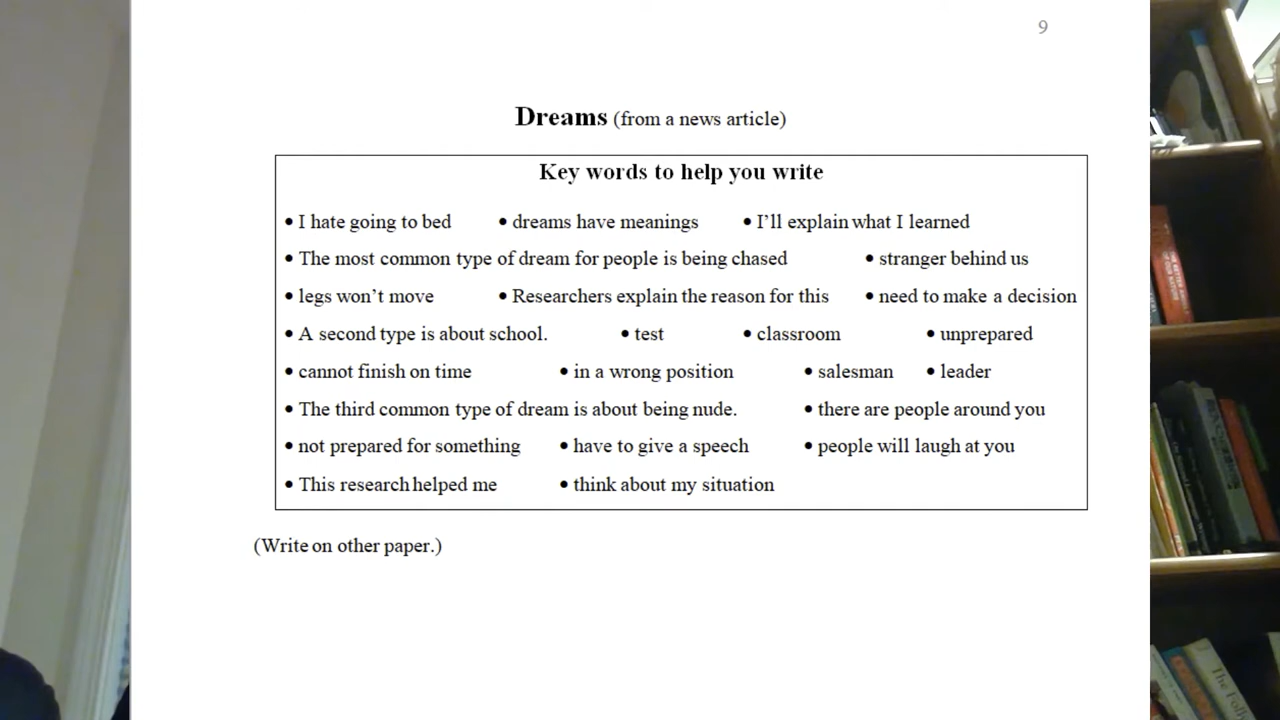 9
Dreams (from a news article)
Key words to help you write
• I hate going to bed • dreams have meanings • I'll explain what I learned
• The most common type of dream for people is being chased • stranger behind us
• legs won't move • Researchers explain the reason for this • need to make a decision
• A second type is about school. • test • classroom • unprepared
• cannot finish on time • in a wrong position • salesman • leader
• The third common type of dream is about being nude. • there are people around you
• not prepared for something • have to give a speech • people will laugh at you
• This research helped me • think about my situation
(Write on other paper.)
The